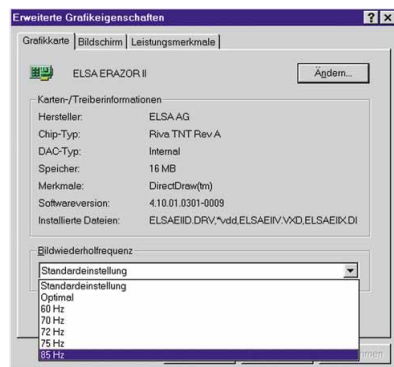 Erweiterte Grafikeigenschaften
Grafikkarte Bildschirm Leistungsmerkmale
ELSA ERAZOR II Ändern...
Karten-/Treiberinformationen
Hersteller: ELSA AG
Chip-Typ: Riva TNT Rev A
DAC-Typ: Internal
Speicher: 16 MB
Merkmale: DirectDraw(tm)
Softwareversion: 4.10.01.0301-0009
Installierte Dateien: ELSAEIID.DRV,*vdd,ELSAEIIV.VXD,ELSAEIIX.DI
Bildwiederholfrequenz
Standardeinstellung
Standardeinstellung
Optimal
60 Hz
70 Hz
72 Hz
75 Hz
85 Hz